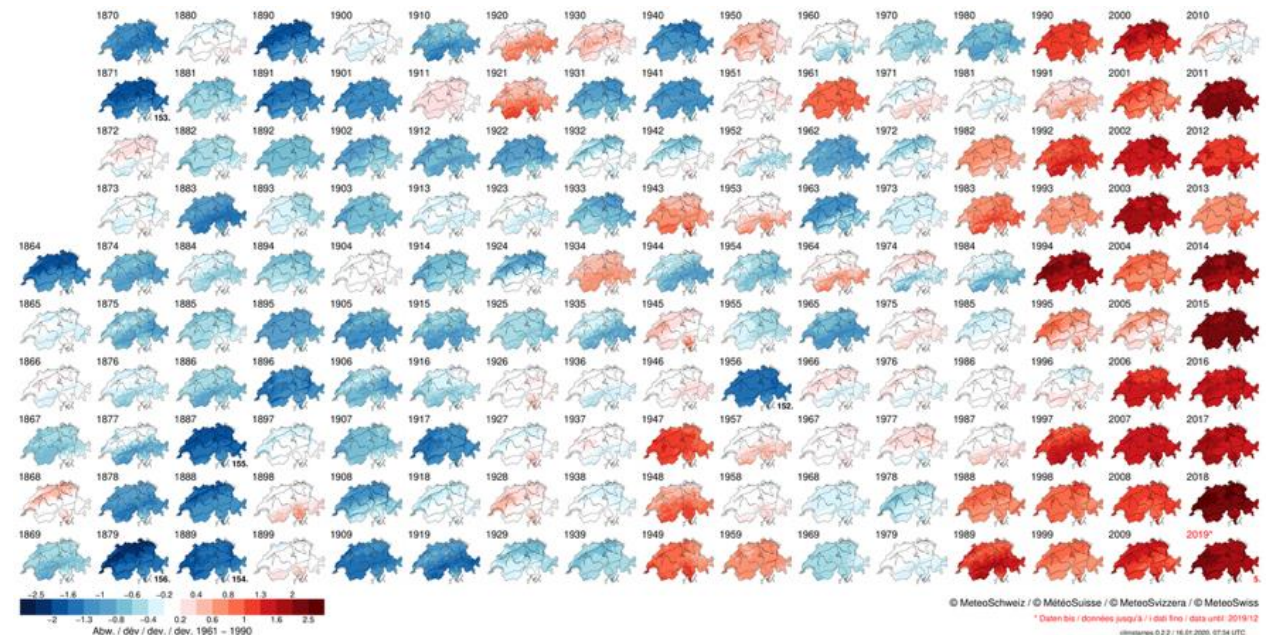 1870 1880 1890 1900 1910 1920 1930 1940 1950 1960 1970 1980 1990 2000 2010
1871 1881 1891 1901 1911 1921 1931 1941 1951 1961 1971 1981 1991 2001 2011
153.
1872 1882 1892 1902 1912 1922 1932 1942 1952 1962 1972 1982 1992 2002 2012
1873 1883 1893 1903 1913 1923 1933 1943 1953 1963 1973 1983 1993 2003 2013
1864 1874 1884 1894 1904 1914 1924 1934 1944 1954 1964 1974 1984 1994 2004 2014
1865 1875 1885 1895 1905 1915 1925 1935 1945 1955 1965 1975 1985 1995 2005 2015
1866 1876 1886 1896 1906 1916 1926 1936 1946 1956 1966 1976 1986 1996 2006 2016
152.
1867 1877 1887 1897 1907 1917 1927 1937 1947 1957 1967 1977 1987 1997 2007 2017
155.
1868 1878 1888 1898 1908 1918 1928 1938 1948 1958 1968 1978 1988 1998 2008 2018
1869 1879 1889 1899 1909 1919 1929 1939 1949 1959 1969 1979 1989 1999 2009 2019*
156. 154. 5.
−2.5 −1.6 −1 −0.6 −0.2 0.4 0.8 1.3 2
−2 −1.3 −0.8 −0.4 0.2 0.6 1 1.6 2.5
Abw. / dév / dev. / dev. 1961 − 1990
© MeteoSchweiz / © MétéoSuisse / © MeteoSvizzera / © MeteoSwiss
* Daten bis / données jusqu'à / i dati fino / data until 2019/12
climstories 0.2.2 / 16.01.2020, 07:34 UTC